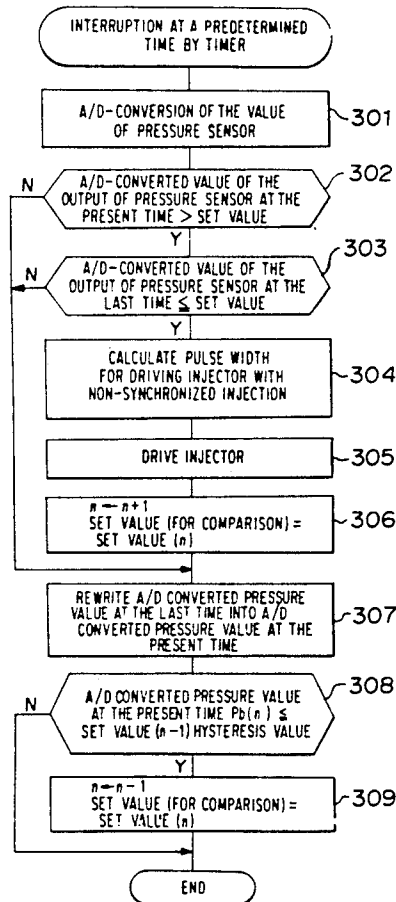 INTERRUPTION AT A PREDETERMINED
TIME BY TIMER
A/D-CONVERSION OF THE VALUE
OF PRESSURE SENSOR
301
302
N
A/D-CONVERTED VALUE OF THE
OUTPUT OF PRESSURE SENSOR AT THE
PRESENT TIME > SET VALUE
Y
303
N
A/D-CONVERTED VALUE OF THE
OUTPUT OF PRESSURE SENSOR AT THE
LAST TIME ≦ SET VALUE
Y
CALCULATE PULSE WIDTH
FOR DRIVING INJECTOR WITH
NON-SYNCHRONIZED INJECTION
304
DRIVE INJECTOR
305
n ← n+1
SET VALUE (FOR COMPARISON) =
SET VALUE (n)
306
REWRITE A/D CONVERTED PRESSURE
VALUE AT THE LAST TIME INTO A/D
CONVERTED PRESSURE VALUE AT THE
PRESENT TIME
307
308
N
A/D CONVERTED PRESSURE VALUE
AT THE PRESENT TIME Pb(n) ≦
SET VALUE (n-1) HYSTERESIS VALUE
Y
n ← n-1
SET VALUE (FOR COMPARISON) =
SET VALUE (n)
309
END